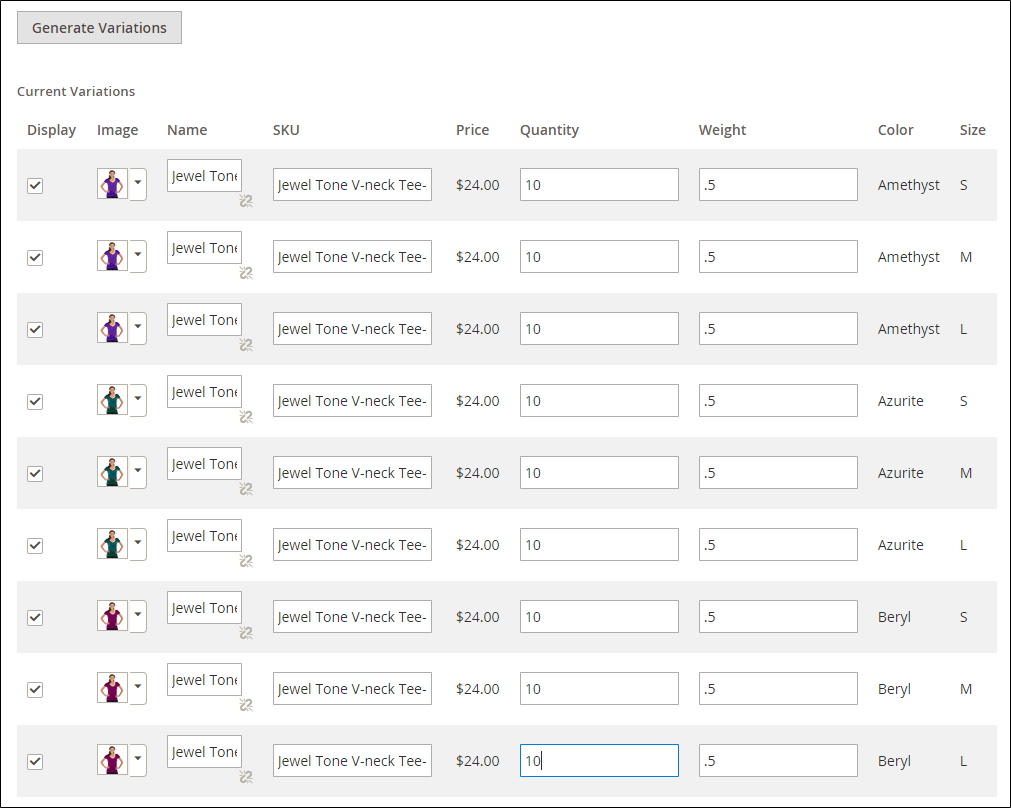 Generate Variations
Current Variations
Display Image Name SKU Price Quantity Weight Color Size
Jewel Tone Jewel Tone V-neck Tee- $24.00 10 .5 Amethyst S
Jewel Tone Jewel Tone V-neck Tee- $24.00 10 .5 Amethyst M
Jewel Tone Jewel Tone V-neck Tee- $24.00 10 .5 Amethyst L
Jewel Tone Jewel Tone V-neck Tee- $24.00 10 .5 Azurite S
Jewel Tone Jewel Tone V-neck Tee- $24.00 10 .5 Azurite M
Jewel Tone Jewel Tone V-neck Tee- $24.00 10 .5 Azurite L
Jewel Tone Jewel Tone V-neck Tee- $24.00 10 .5 Beryl S
Jewel Tone Jewel Tone V-neck Tee- $24.00 10 .5 Beryl M
Jewel Tone Jewel Tone V-neck Tee- $24.00 10 .5 Beryl L